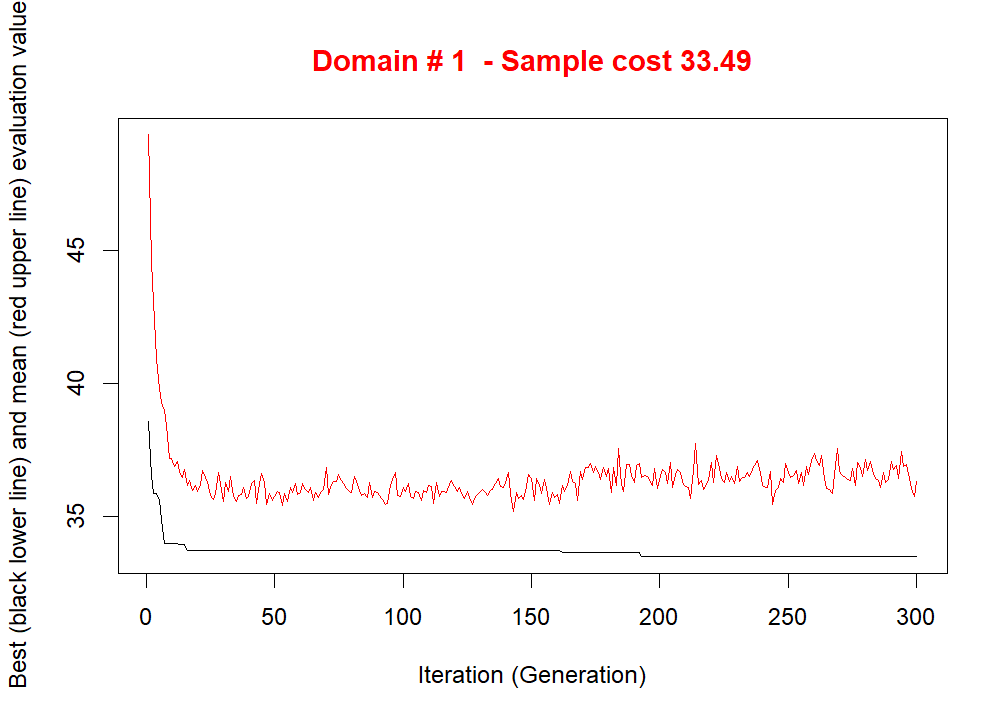 Domain # 1 - Sample cost 33.49
Best (black lower line) and mean (red upper line) evaluation value
45
40
35
0 50 100 150 200 250 300
Iteration (Generation)